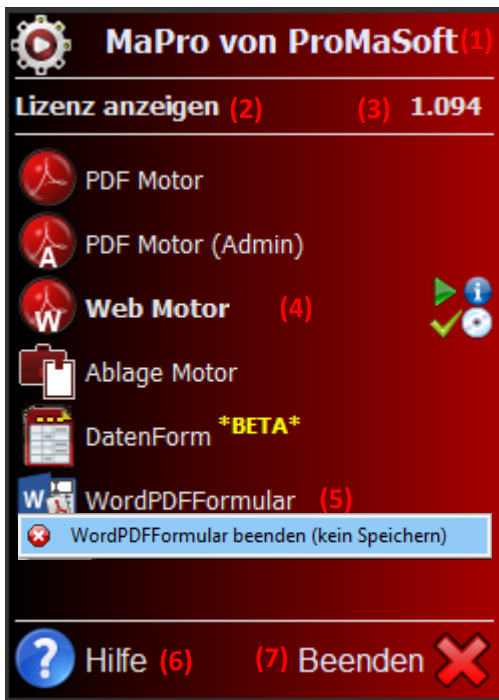 MaPro von ProMaSoft (1)
Lizenz anzeigen (2) (3) 1.094
PDF Motor
A PDF Motor (Admin)
W Web Motor (4)
Ablage Motor
DatenForm *BETA*
W WordPDFFormular (5)
WordPDFFormular beenden (kein Speichern)
? Hilfe (6) (7) Beenden